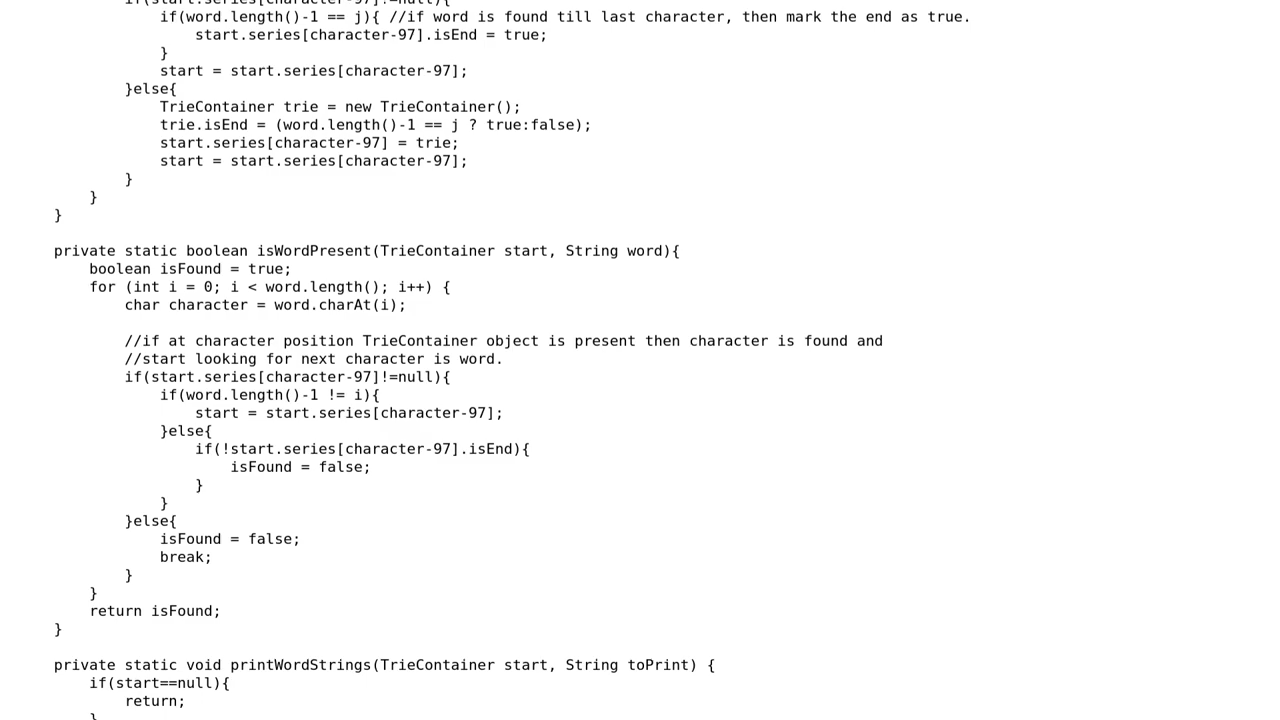 if(start.series[character-97]!=null){
if(word.length()-1 == j){ //if word is found till last character, then mark the end as true.
start.series[character-97].isEnd = true;
}
start = start.series[character-97];
}else{
TrieContainer trie = new TrieContainer();
trie.isEnd = (word.length()-1 == j ? true:false);
start.series[character-97] = trie;
start = start.series[character-97];
}
}
}
private static boolean isWordPresent(TrieContainer start, String word){
boolean isFound = true;
for (int i = 0; i < word.length(); i++) {
char character = word.charAt(i);
//if at character position TrieContainer object is present then character is found and
//start looking for next character is word.
if(start.series[character-97]!=null){
if(word.length()-1 != i){
start = start.series[character-97];
}else{
if(!start.series[character-97].isEnd){
isFound = false;
}
}
}else{
isFound = false;
break;
}
}
return isFound;
}
private static void printWordStrings(TrieContainer start, String toPrint) {
if(start==null){
return;
}